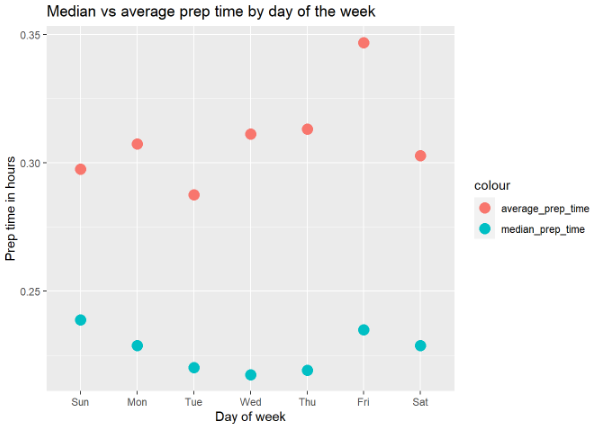 Median vs average prep time by day of the week
0.35
0.30
0.25
Prep time in hours
Sun Mon Tue Wed Thu Fri Sat
Day of week
colour
average_prep_time
median_prep_time